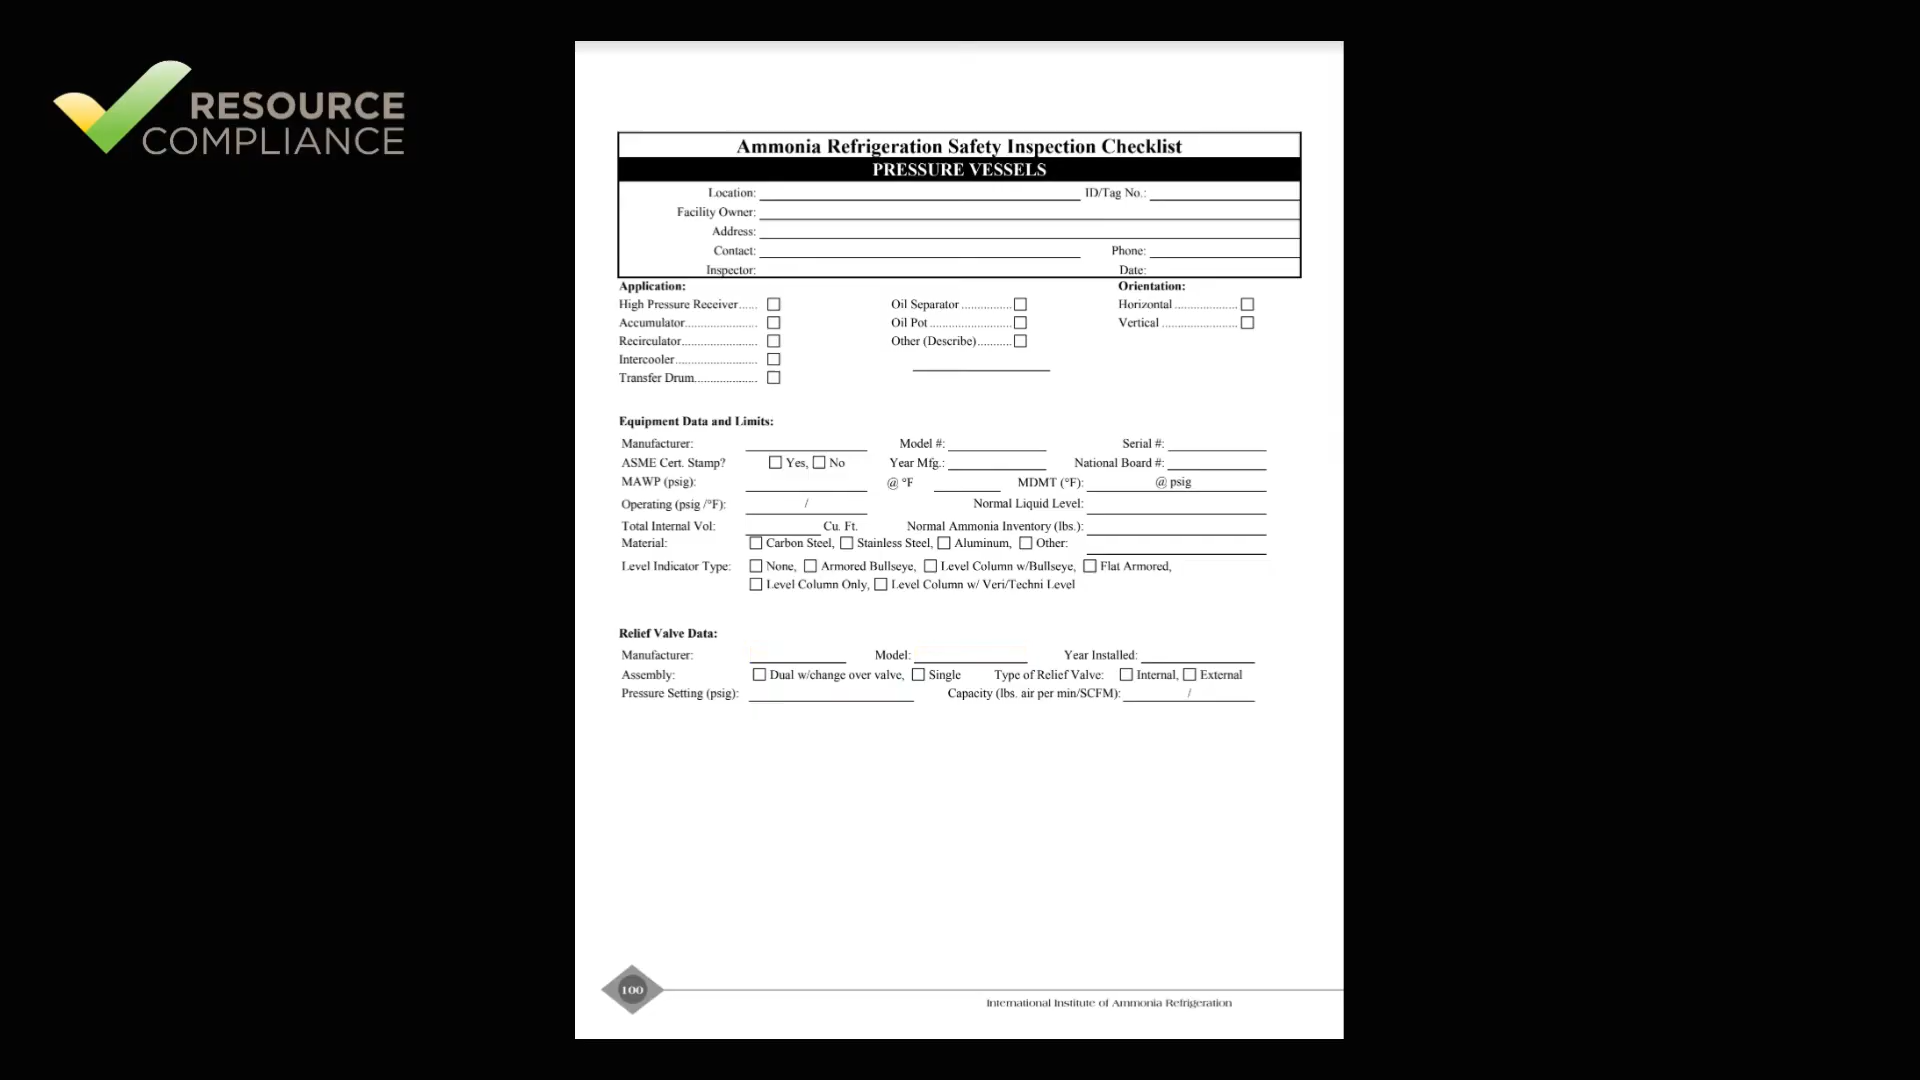 RESOURCE
COMPLIANCE
Ammonia Refrigeration Safety Inspection Checklist
PRESSURE VESSELS
Location: ID/Tag No.:
Facility Owner:
Address:
Contact: Phone:
Inspector: Date:
Application: Orientation:
High Pressure Receiver...... Oil Separator ................ Horizontal ....................
Accumulator....................... Oil Pot .......................... Vertical ........................
Recirculator........................ Other (Describe)...........
Intercooler..........................
Transfer Drum....................
Equipment Data and Limits:
Manufacturer: Model #: Serial #:
ASME Cert. Stamp? Yes, No Year Mfg.: National Board #:
MAWP (psig): @ °F MDMT (°F): @ psig
Operating (psig /°F): / Normal Liquid Level:
Total Internal Vol: Cu. Ft. Normal Ammonia Inventory (lbs.):
Material: Carbon Steel, Stainless Steel, Aluminum, Other:
Level Indicator Type: None, Armored Bullseye, Level Column w/Bullseye, Flat Armored,
Level Column Only, Level Column w/ Veri/Techni Level
Relief Valve Data:
Manufacturer: Model: Year Installed:
Assembly: Dual w/change over valve, Single Type of Relief Valve: Internal, External
Pressure Setting (psig): Capacity (lbs. air per min/SCFM): /
100
International Institute of Ammonia Refrigeration